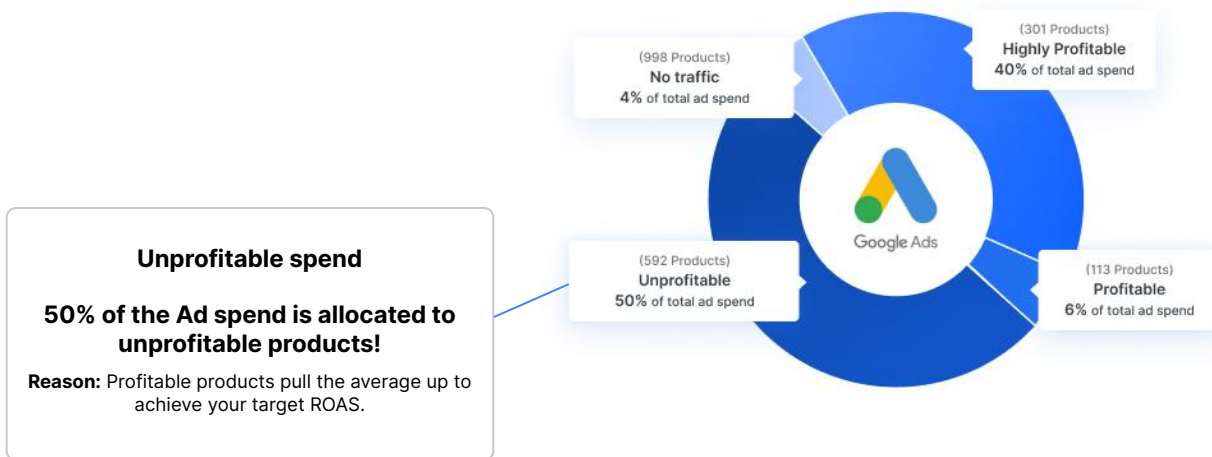 (301 Products)
Highly Profitable
40% of total ad spend
(998 Products)
No traffic
4% of total ad spend
Google Ads
(592 Products)
Unprofitable
50% of total ad spend
(113 Products)
Profitable
6% of total ad spend
Unprofitable spend
50% of the Ad spend is allocated to
unprofitable products!
Reason: Profitable products pull the average up to
achieve your target ROAS.